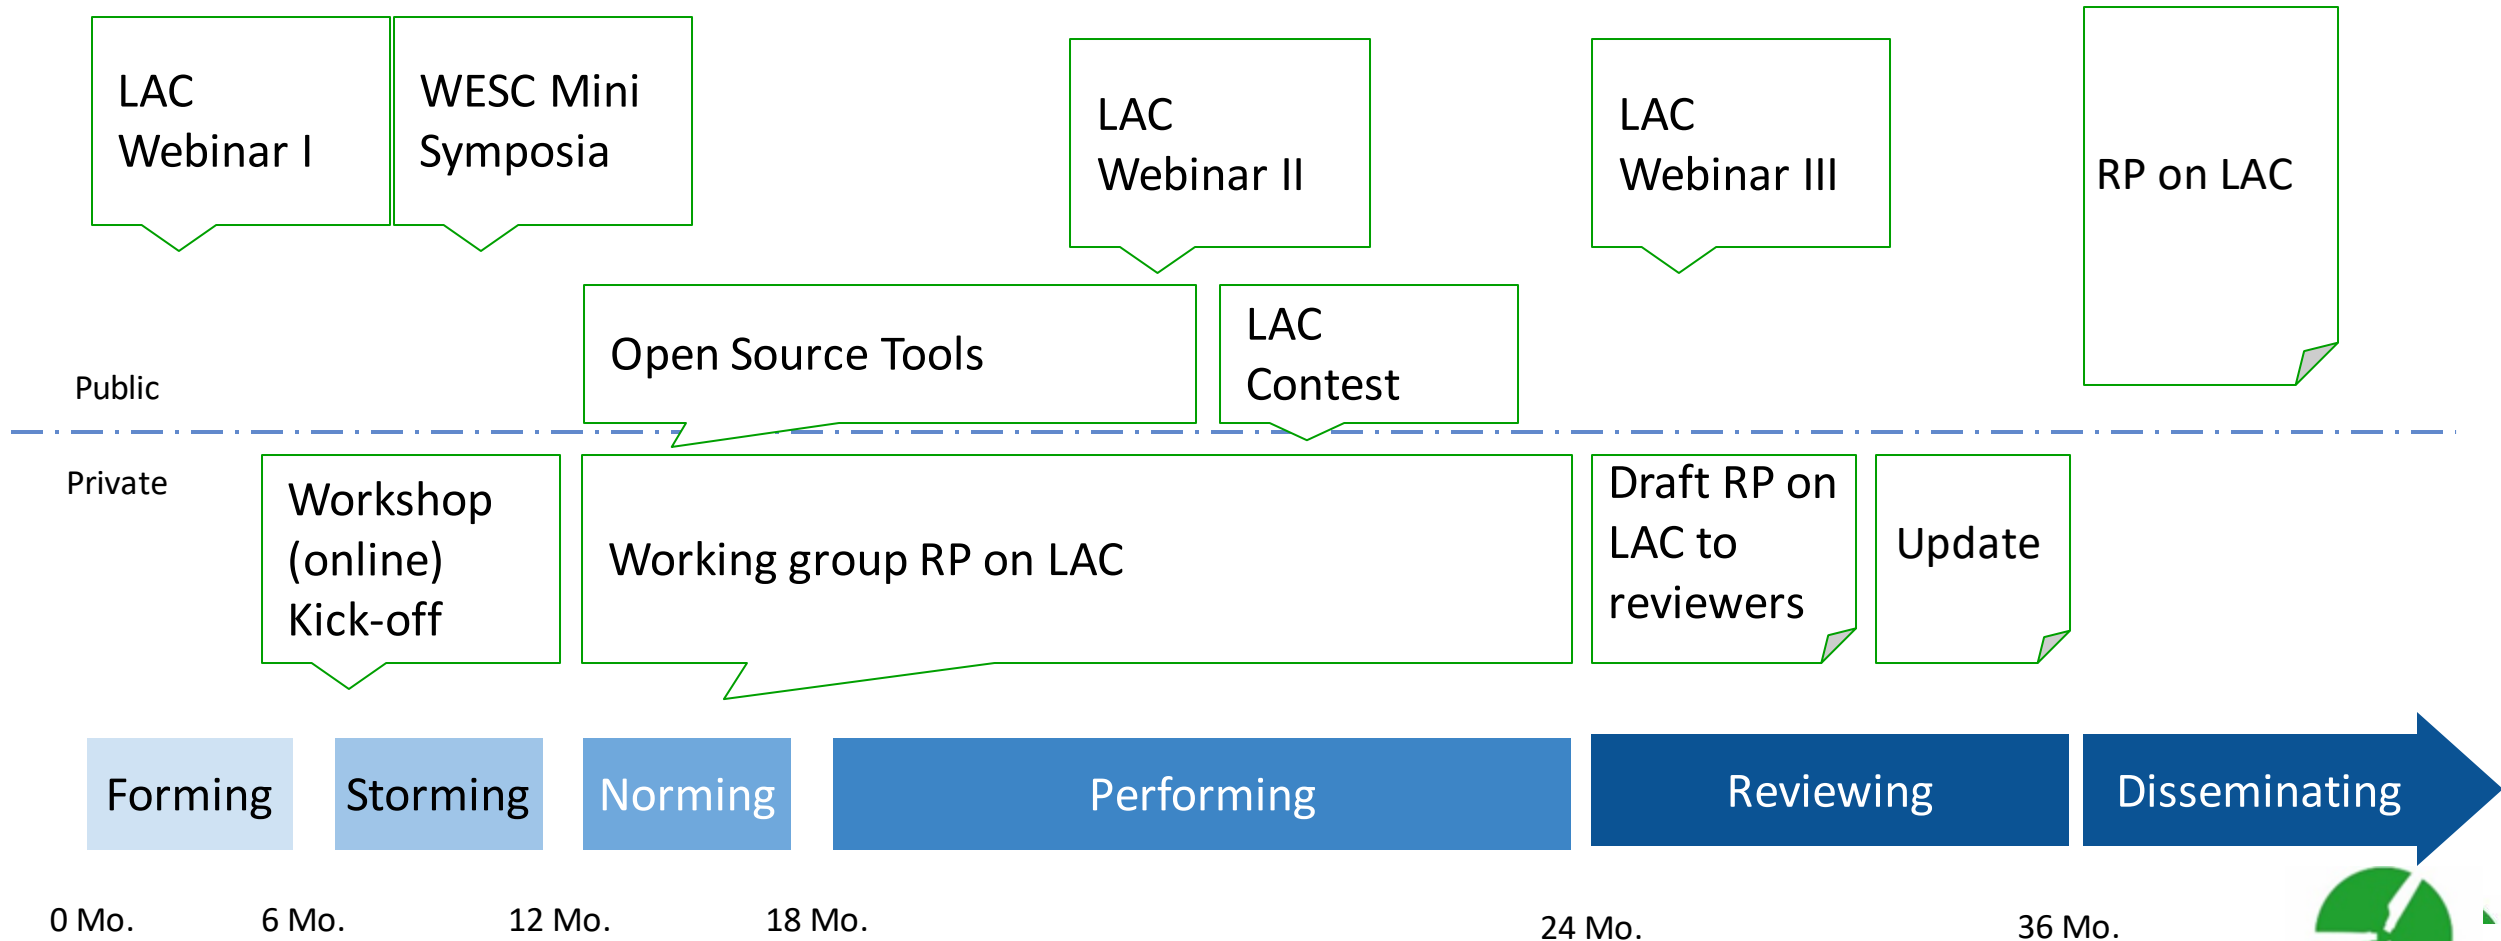 LAC
Webinar I
WESC Mini
Symposia
LAC
Webinar II
LAC
Webinar III
RP on LAC
Open Source Tools
LAC
Contest
Public
Private
Workshop
(online)
Kick-off
Working group RP on LAC
Draft RP on
LAC to
reviewers
Update
Forming
Storming
Norming
Performing
Reviewing
Disseminating
0 Mo.
6 Mo.
12 Mo.
18 Mo.
24 Mo.
36 Mo.